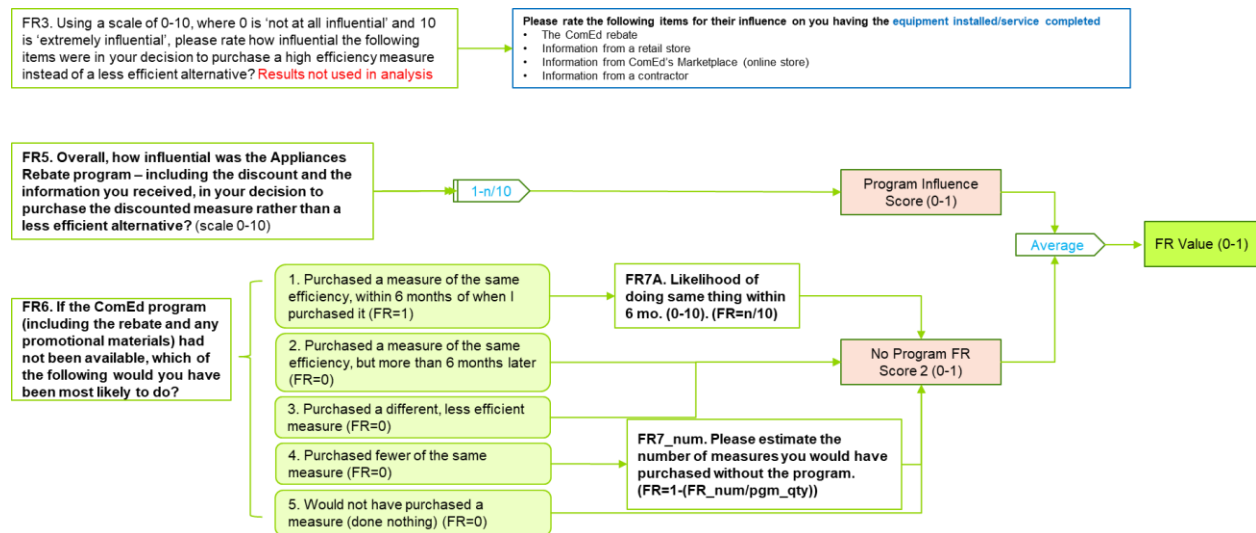 FR3. Using a scale of 0-10, where 0 is ‘not at all influential’ and 10
is ‘extremely influential’, please rate how influential the following
items were in your decision to purchase a high efficiency measure
instead of a less efficient alternative? Results not used in analysis
Please rate the following items for their influence on you having the equipment installed/service completed
• The ComEd rebate
• Information from a retail store
• Information from ComEd’s Marketplace (online store)
• Information from a contractor
FR5. Overall, how influential was the Appliances
Rebate program – including the discount and the
information you received, in your decision to
purchase the discounted measure rather than a
less efficient alternative? (scale 0-10)
1-n/10
Program Influence
Score (0-1)
Average
FR Value (0-1)
FR6. If the ComEd program
(including the rebate and any
promotional materials) had
not been available, which of
the following would you have
been most likely to do?
1. Purchased a measure of the same
efficiency, within 6 months of when I
purchased it (FR=1)
FR7A. Likelihood of
doing same thing within
6 mo. (0-10). (FR=n/10)
2. Purchased a measure of the same
efficiency, but more than 6 months later
(FR=0)
No Program FR
Score 2 (0-1)
3. Purchased a different, less efficient
measure (FR=0)
4. Purchased fewer of the same
measure (FR=0)
FR7_num. Please estimate the
number of measures you would have
purchased without the program.
(FR=1-(FR_num/pgm_qty))
5. Would not have purchased a
measure (done nothing) (FR=0)